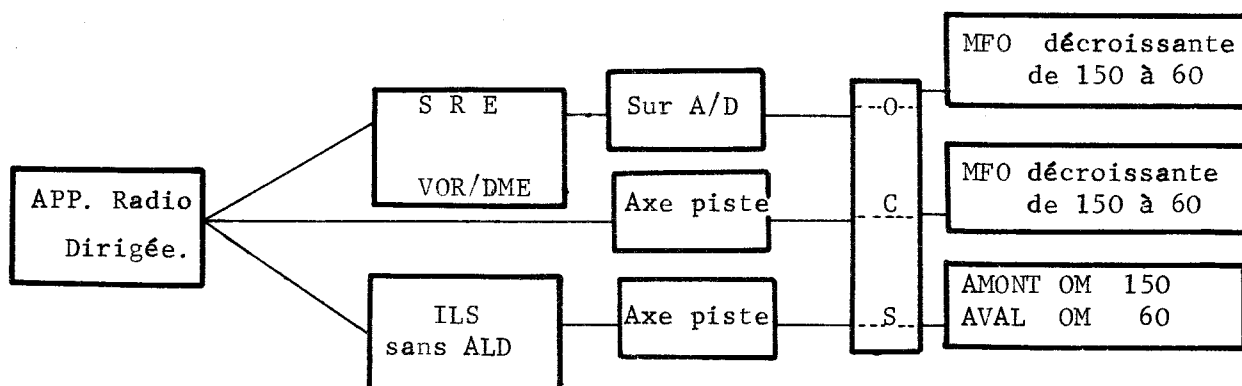 APP. Radio
Dirigée.
S R E
VOR/DME
ILS
sans ALD
Sur A/D
Axe piste
Axe piste
O
C
S
MFO décroissante
de 150 à 60
MFO décroissante
de 150 à 60
AMONT OM 150
AVAL OM 60